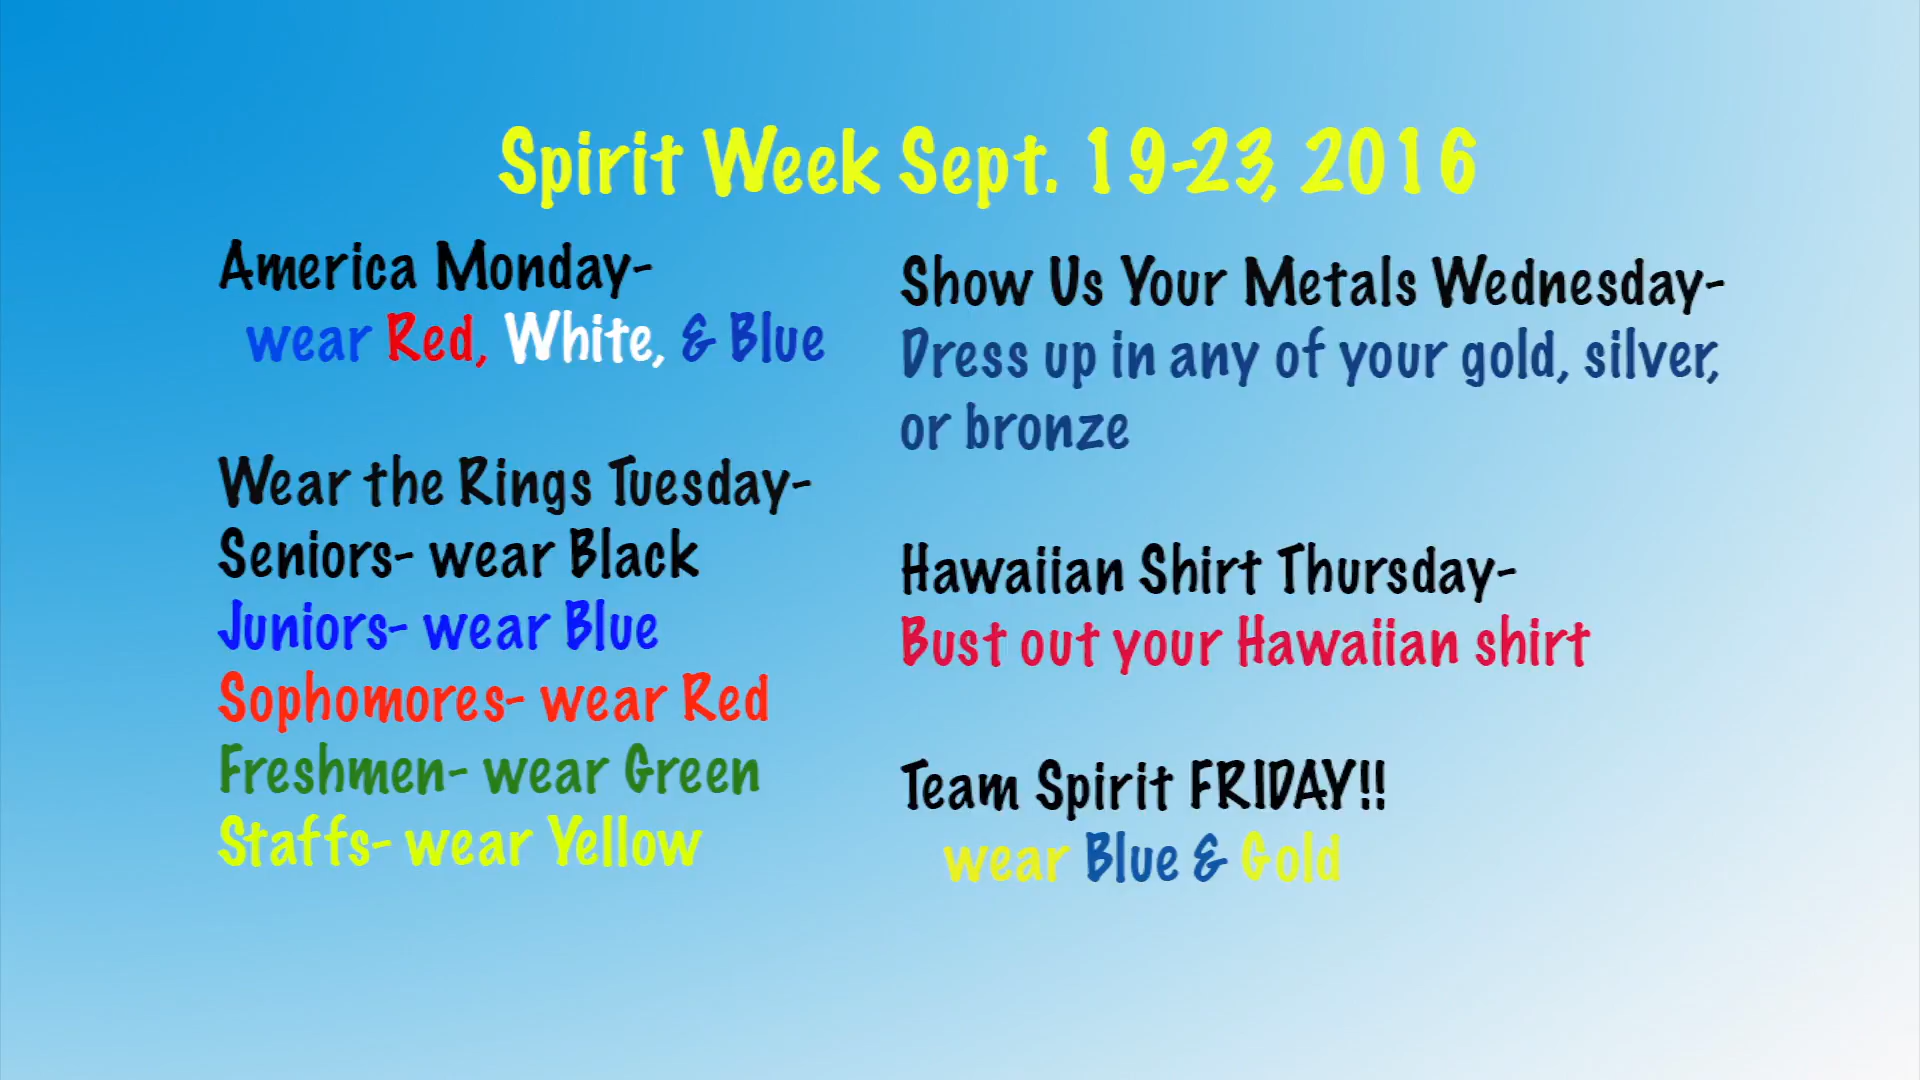 Spirit Week Sept. 19-23, 2016
America Monday-
wear Red, White, & Blue
Wear the Rings Tuesday-
Seniors- wear Black
Juniors- wear Blue
Sophomores- wear Red
Freshmen- wear Green
Staffs- wear Yellow
Show Us Your Metals Wednesday-
Dress up in any of your gold, silver,
or bronze
Hawaiian Shirt Thursday-
Bust out your Hawaiian shirt
Team Spirit FRIDAY!!
wear Blue & Gold